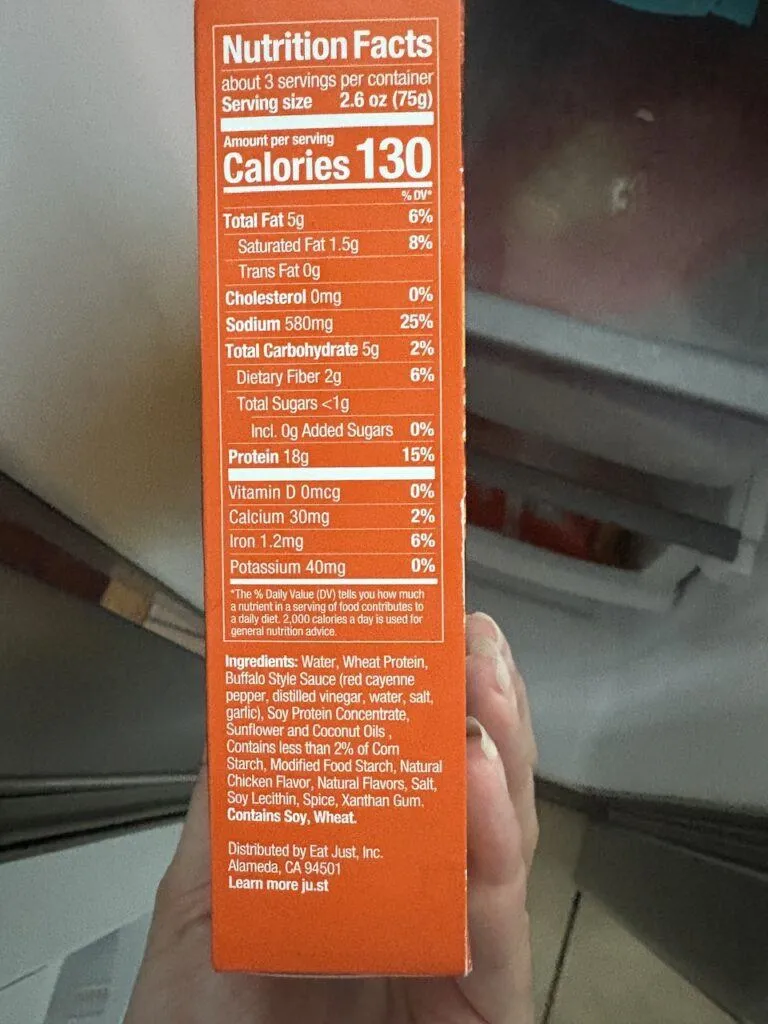 Nutrition Facts
about 3 servings per container
Serving size 2.6 oz (75g)
Amount per serving
Calories 130
% DV*
Total Fat 5g 6%
Saturated Fat 1.5g 8%
Trans Fat 0g
Cholesterol 0mg 0%
Sodium 580mg 25%
Total Carbohydrate 5g 2%
Dietary Fiber 2g 6%
Total Sugars <1g
Incl. 0g Added Sugars 0%
Protein 18g 15%
Vitamin D 0mcg 0%
Calcium 30mg 2%
Iron 1.2mg 6%
Potassium 40mg 0%
*The % Daily Value (DV) tells you how much
a nutrient in a serving of food contributes to
a daily diet. 2,000 calories a day is used for
general nutrition advice.
Ingredients: Water, Wheat Protein,
Buffalo Style Sauce (red cayenne
pepper, distilled vinegar, water, salt,
garlic), Soy Protein Concentrate,
Sunflower and Coconut Oils ,
Contains less than 2% of Corn
Starch, Modified Food Starch, Natural
Chicken Flavor, Natural Flavors, Salt,
Soy Lecithin, Spice, Xanthan Gum.
Contains Soy, Wheat.
Distributed by Eat Just, Inc.
Alameda, CA 94501
Learn more ju.st